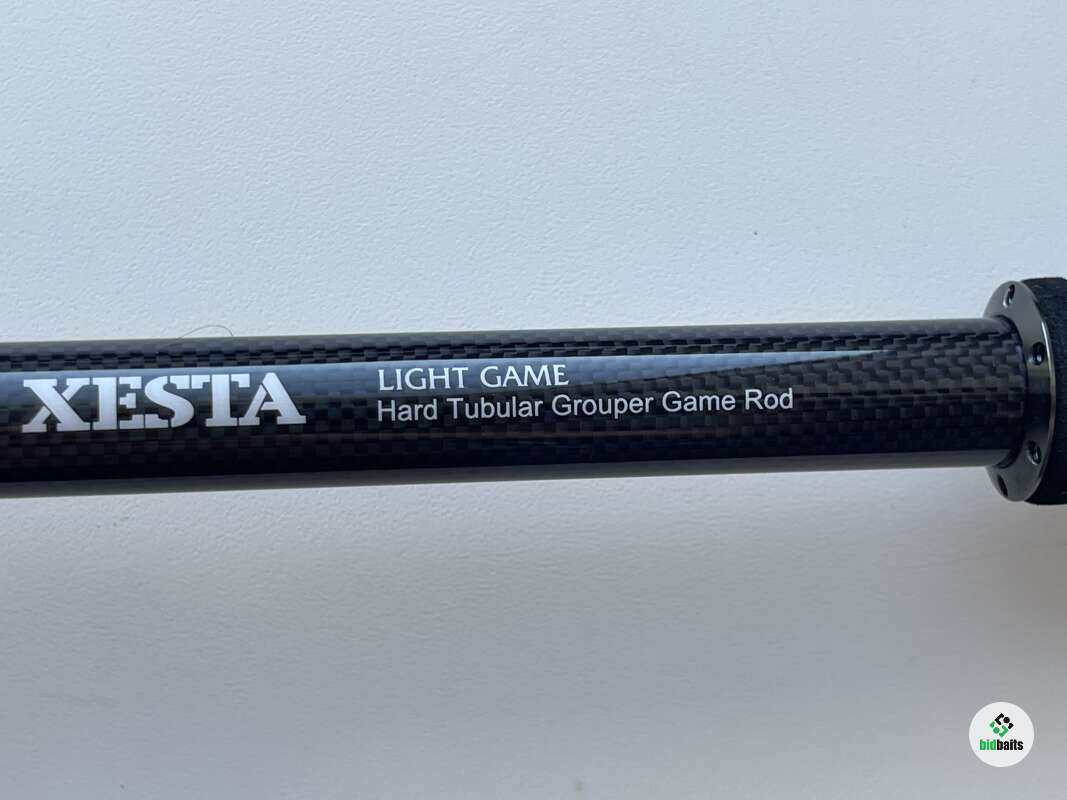 XESTA
LIGHT GAME
Hard Tubular Grouper Game Rod
bidbaits